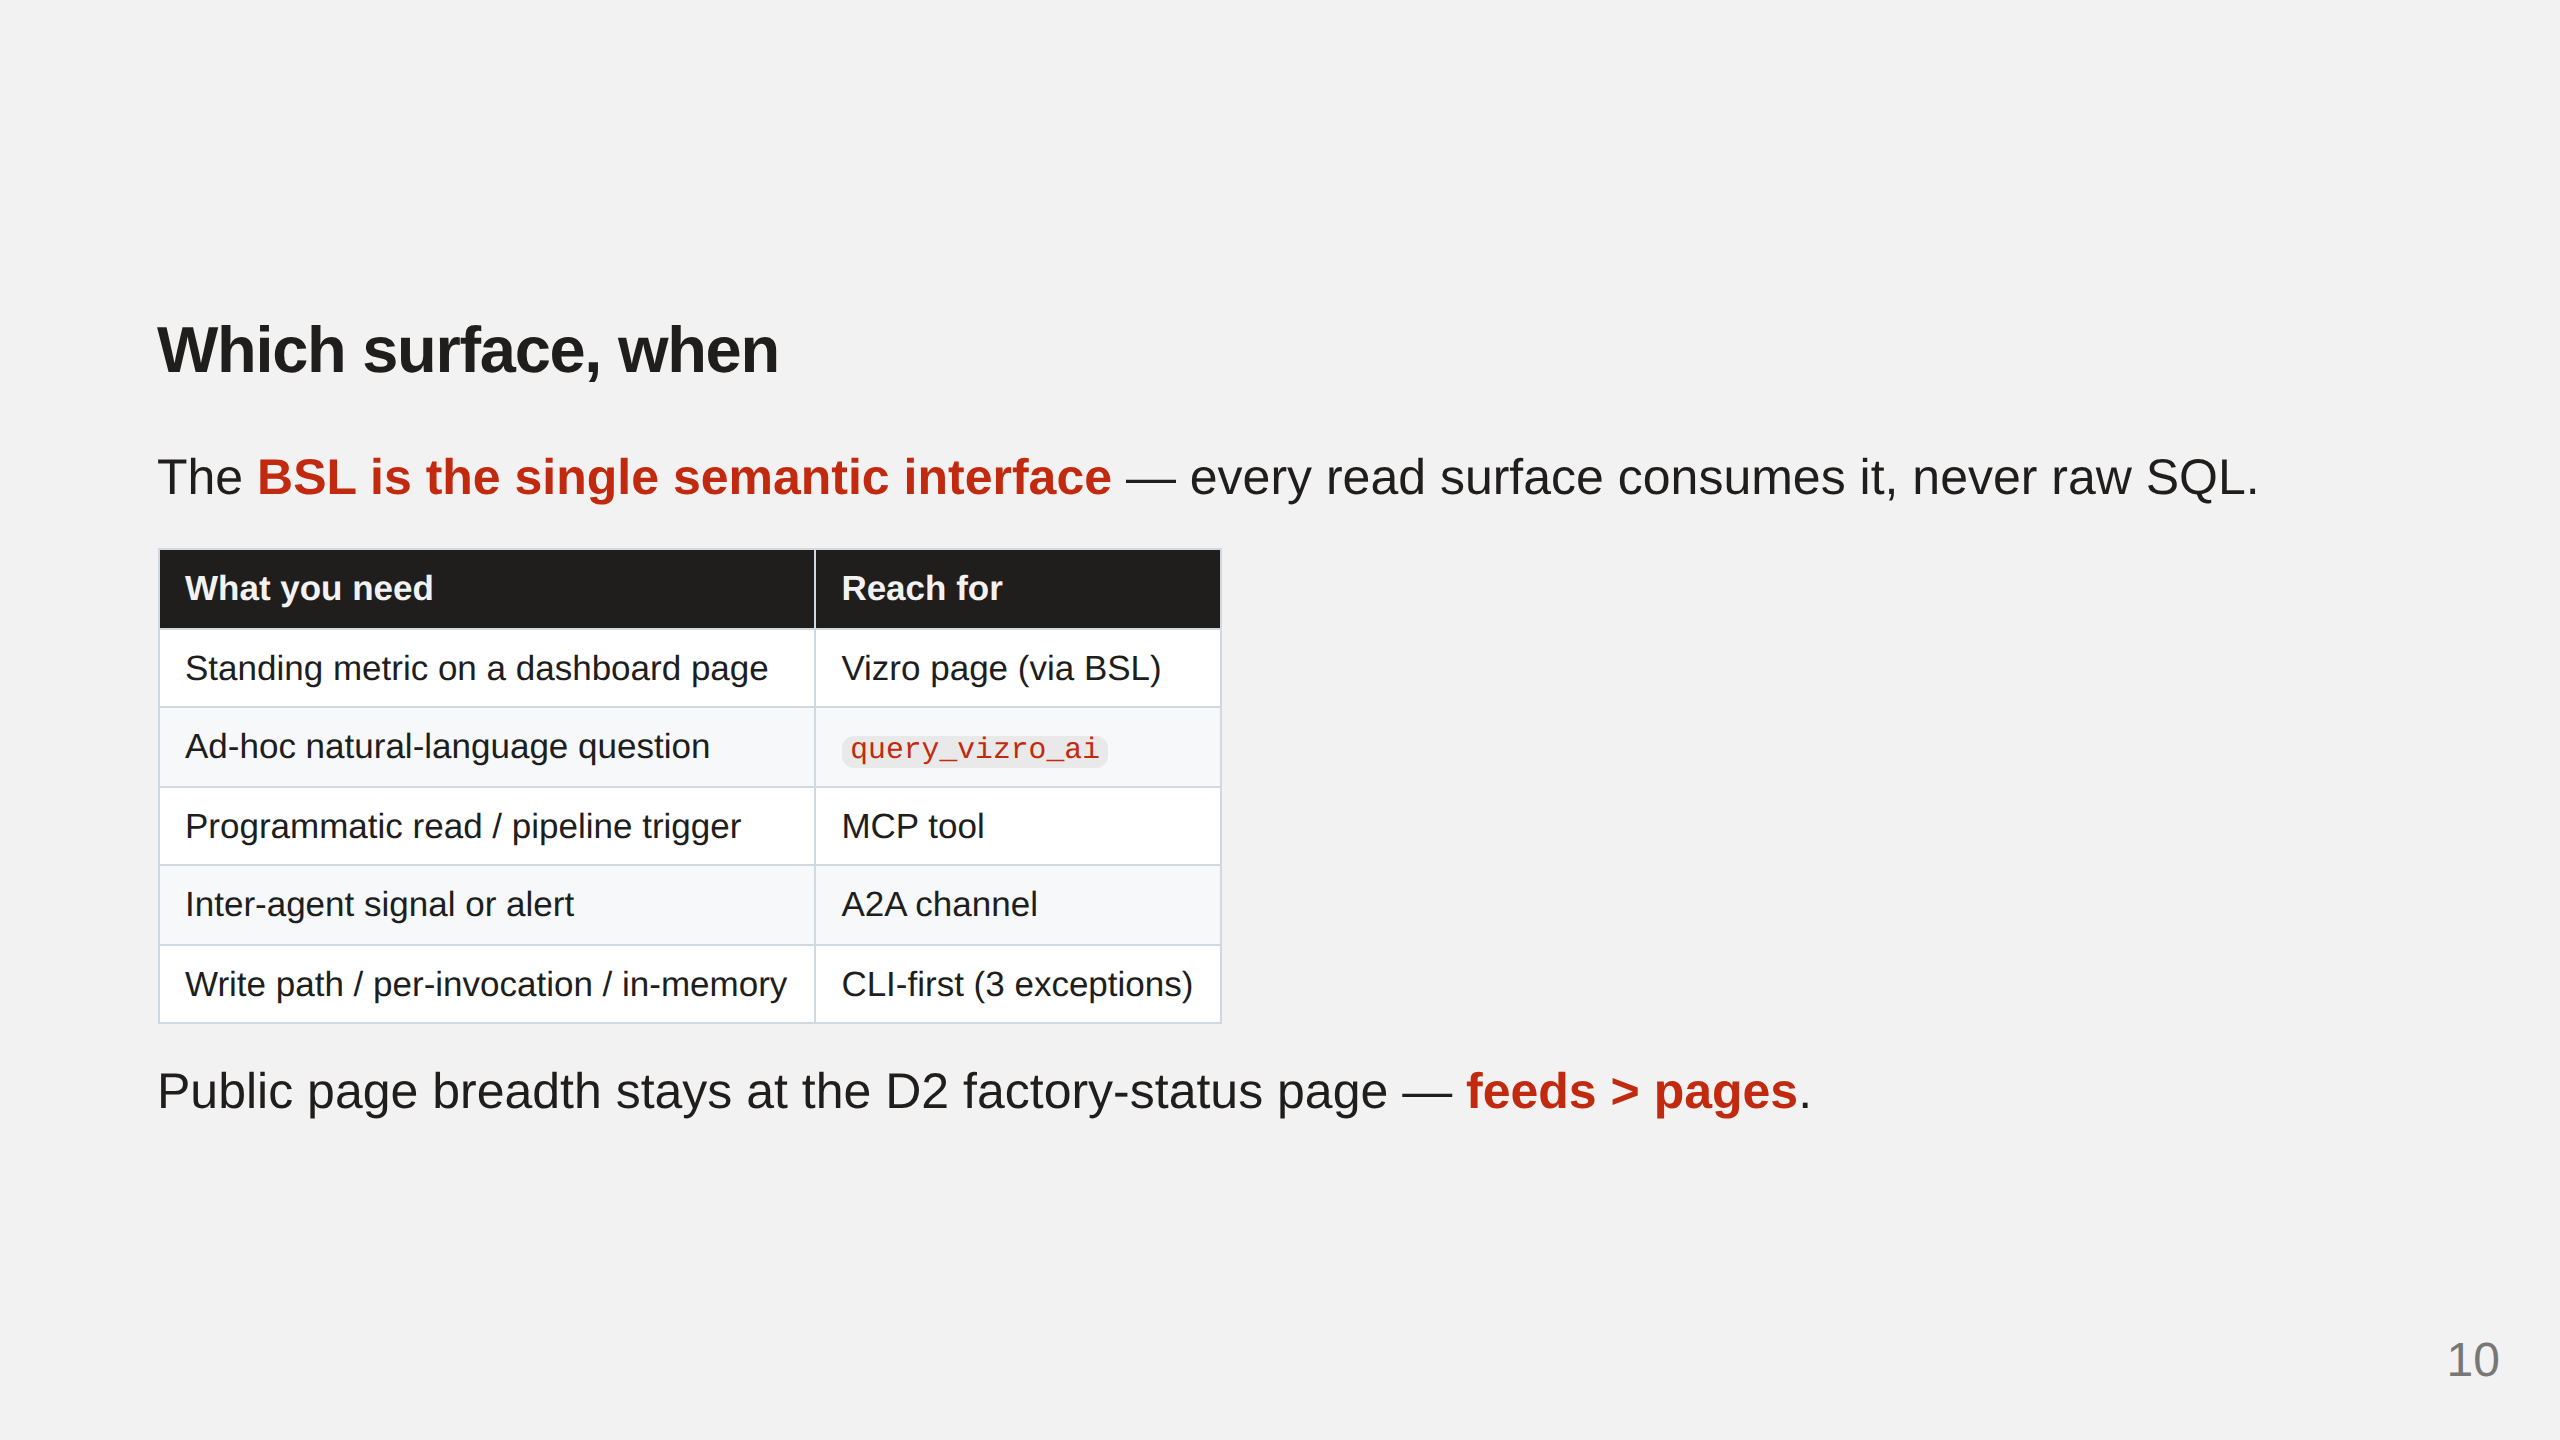 Which surface, when
The BSL is the single semantic interface — every read surface consumes it, never raw SQL.
What you need Reach for
Standing metric on a dashboard page Vizro page (via BSL)
Ad-hoc natural-language question query_vizro_ai
Programmatic read / pipeline trigger MCP tool
Inter-agent signal or alert A2A channel
Write path / per-invocation / in-memory CLI-first (3 exceptions)
Public page breadth stays at the D2 factory-status page — feeds > pages.
10